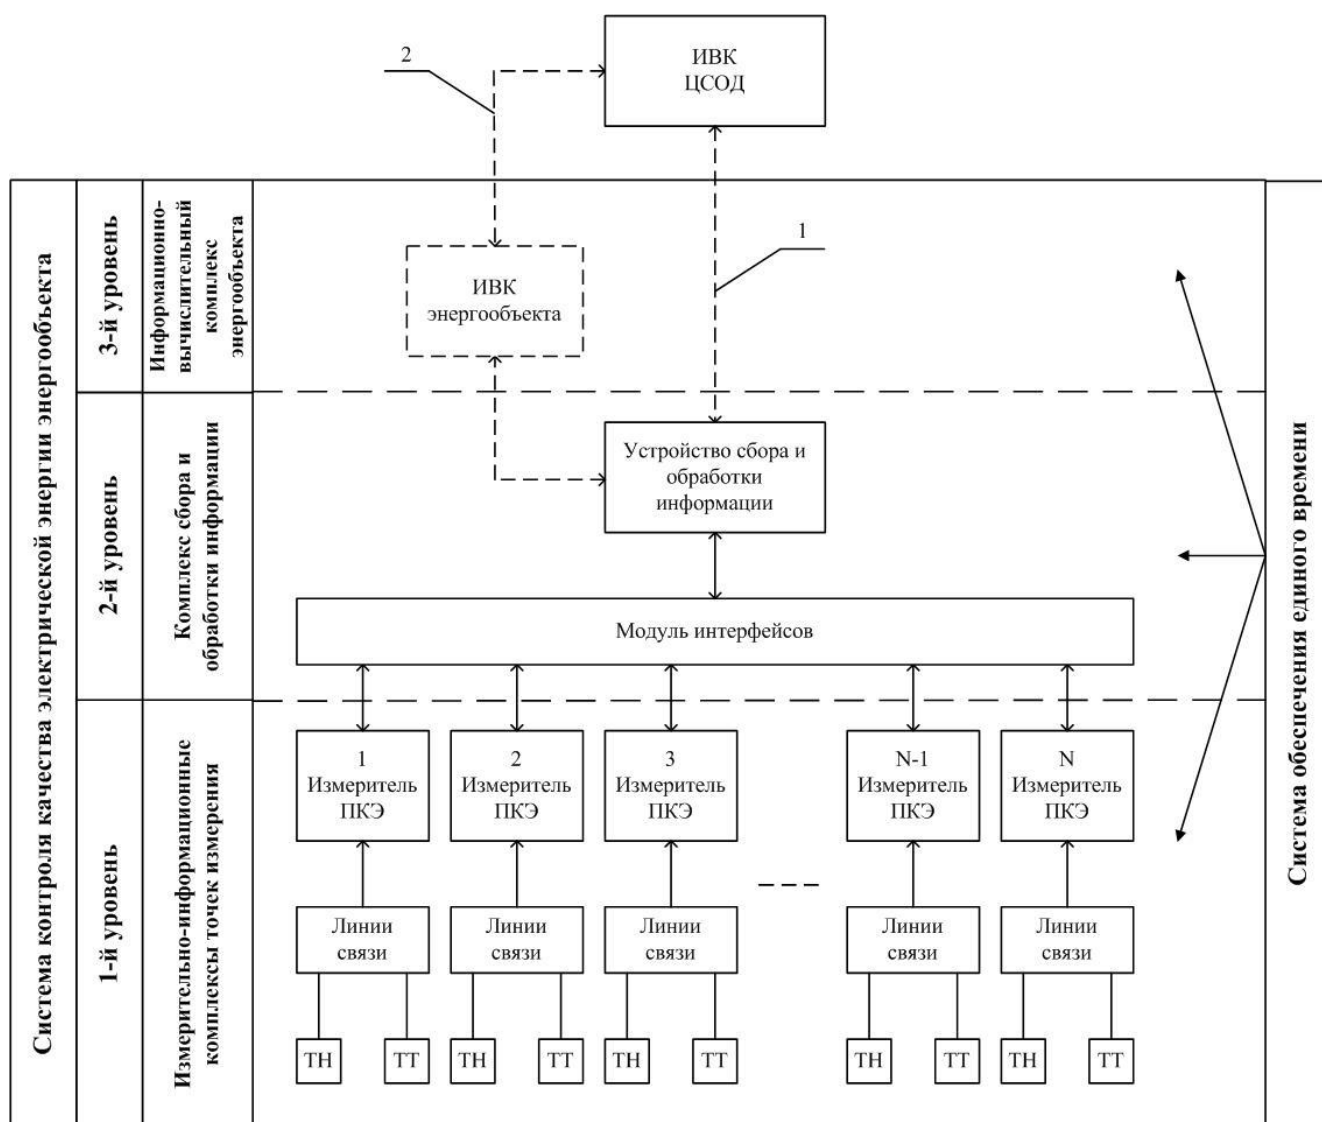 2
ИВК
ЦСОД
1
ИВК
энергообъекта
Устройство сбора и
обработки
информации
Модуль интерфейсов
1
Измеритель
ПКЭ
2
Измеритель
ПКЭ
3
Измеритель
ПКЭ
N-1
Измеритель
ПКЭ
N
Измеритель
ПКЭ
Линии
связи
Линии
связи
Линии
связи
Линии
связи
Линии
связи
ТН
ТТ
ТН
ТТ
ТН
ТТ
ТН
ТТ
ТН
ТТ
Система контроля качества электрической энергии энергообъекта
3-й уровень
Информационно-
вычислительный
комплекс
энергообъекта
2-й уровень
Комплекс сбора и
обработки информации
1-й уровень
Измерительно-информационные
комплексы точек измерения
Система обеспечения единого времени